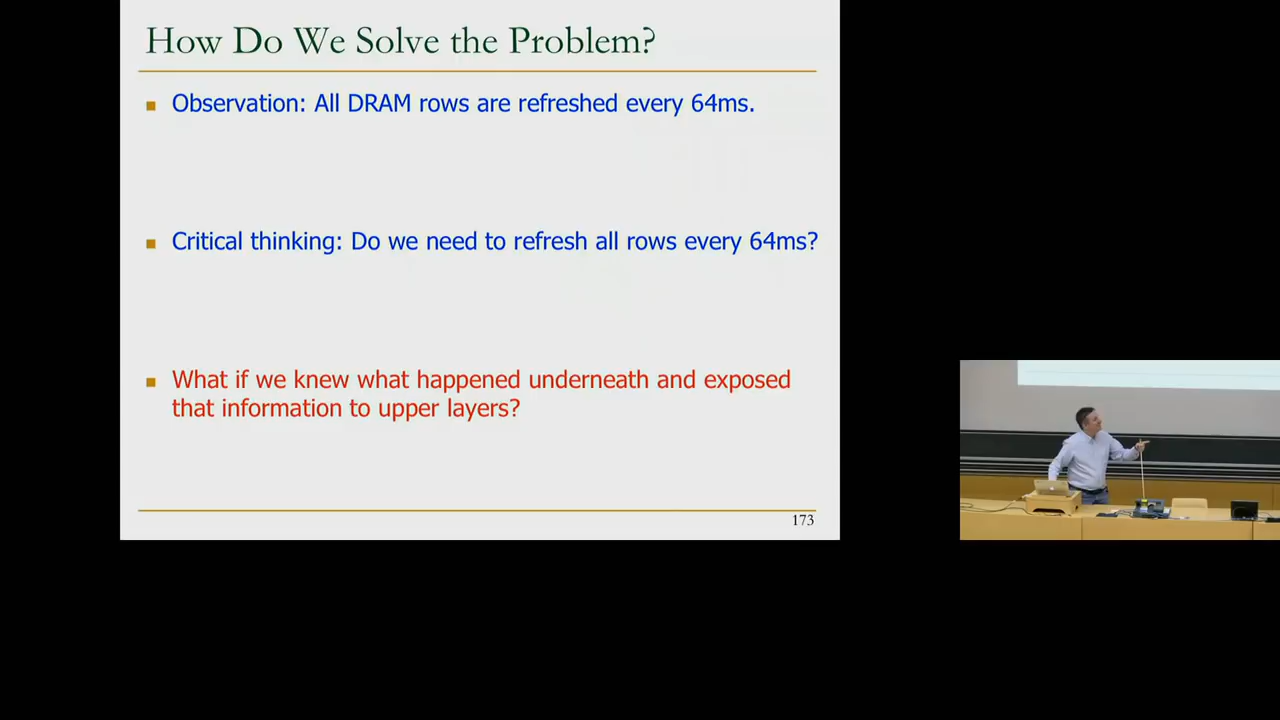 How Do We Solve the Problem?
Observation: All DRAM rows are refreshed every 64ms.
Critical thinking: Do we need to refresh all rows every 64ms?
What if we knew what happened underneath and exposed
that information to upper layers?
173